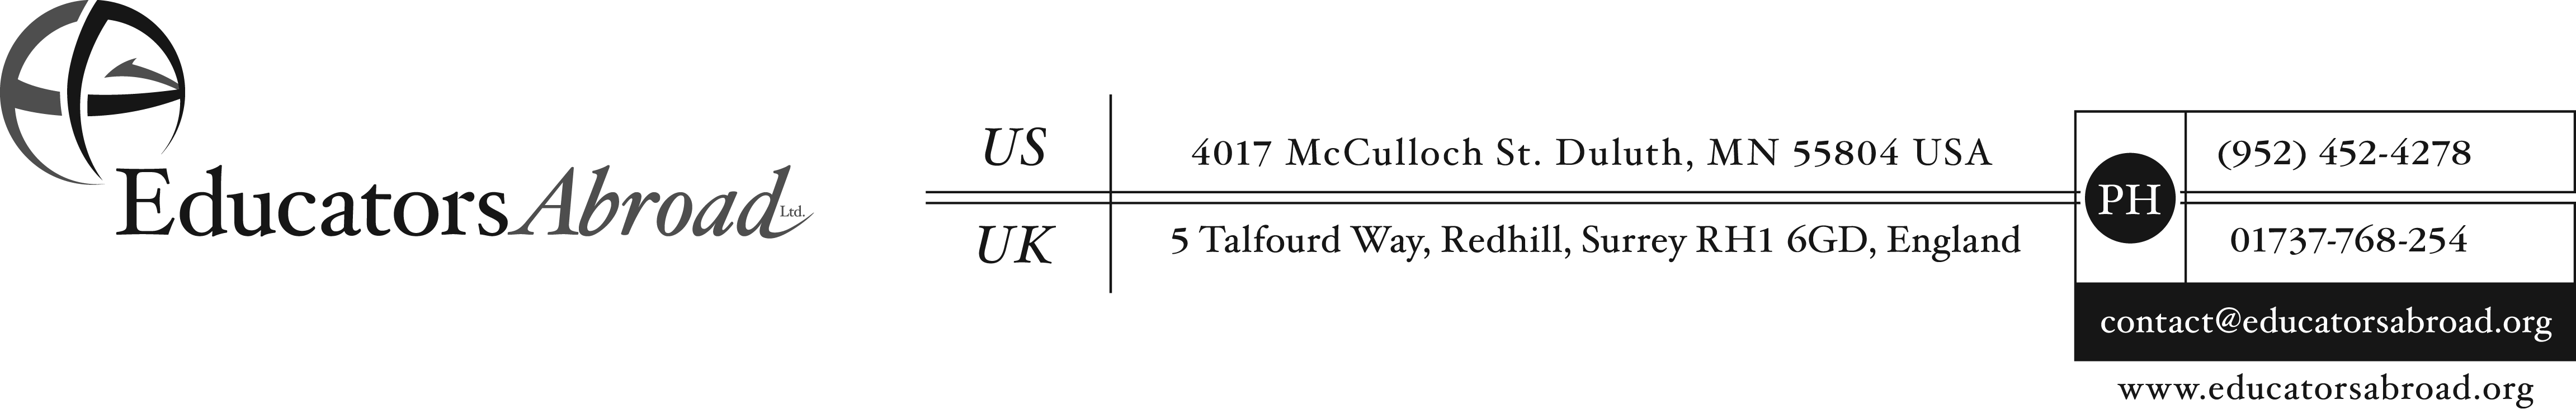 EducatorsAbroad Ltd.
US 4017 McCulloch St. Duluth, MN 55804 USA
UK 5 Talfourd Way, Redhill, Surrey RH1 6GD, England
PH
(952) 452-4278
01737-768-254
contact@educatorsabroad.org
www.educatorsabroad.org